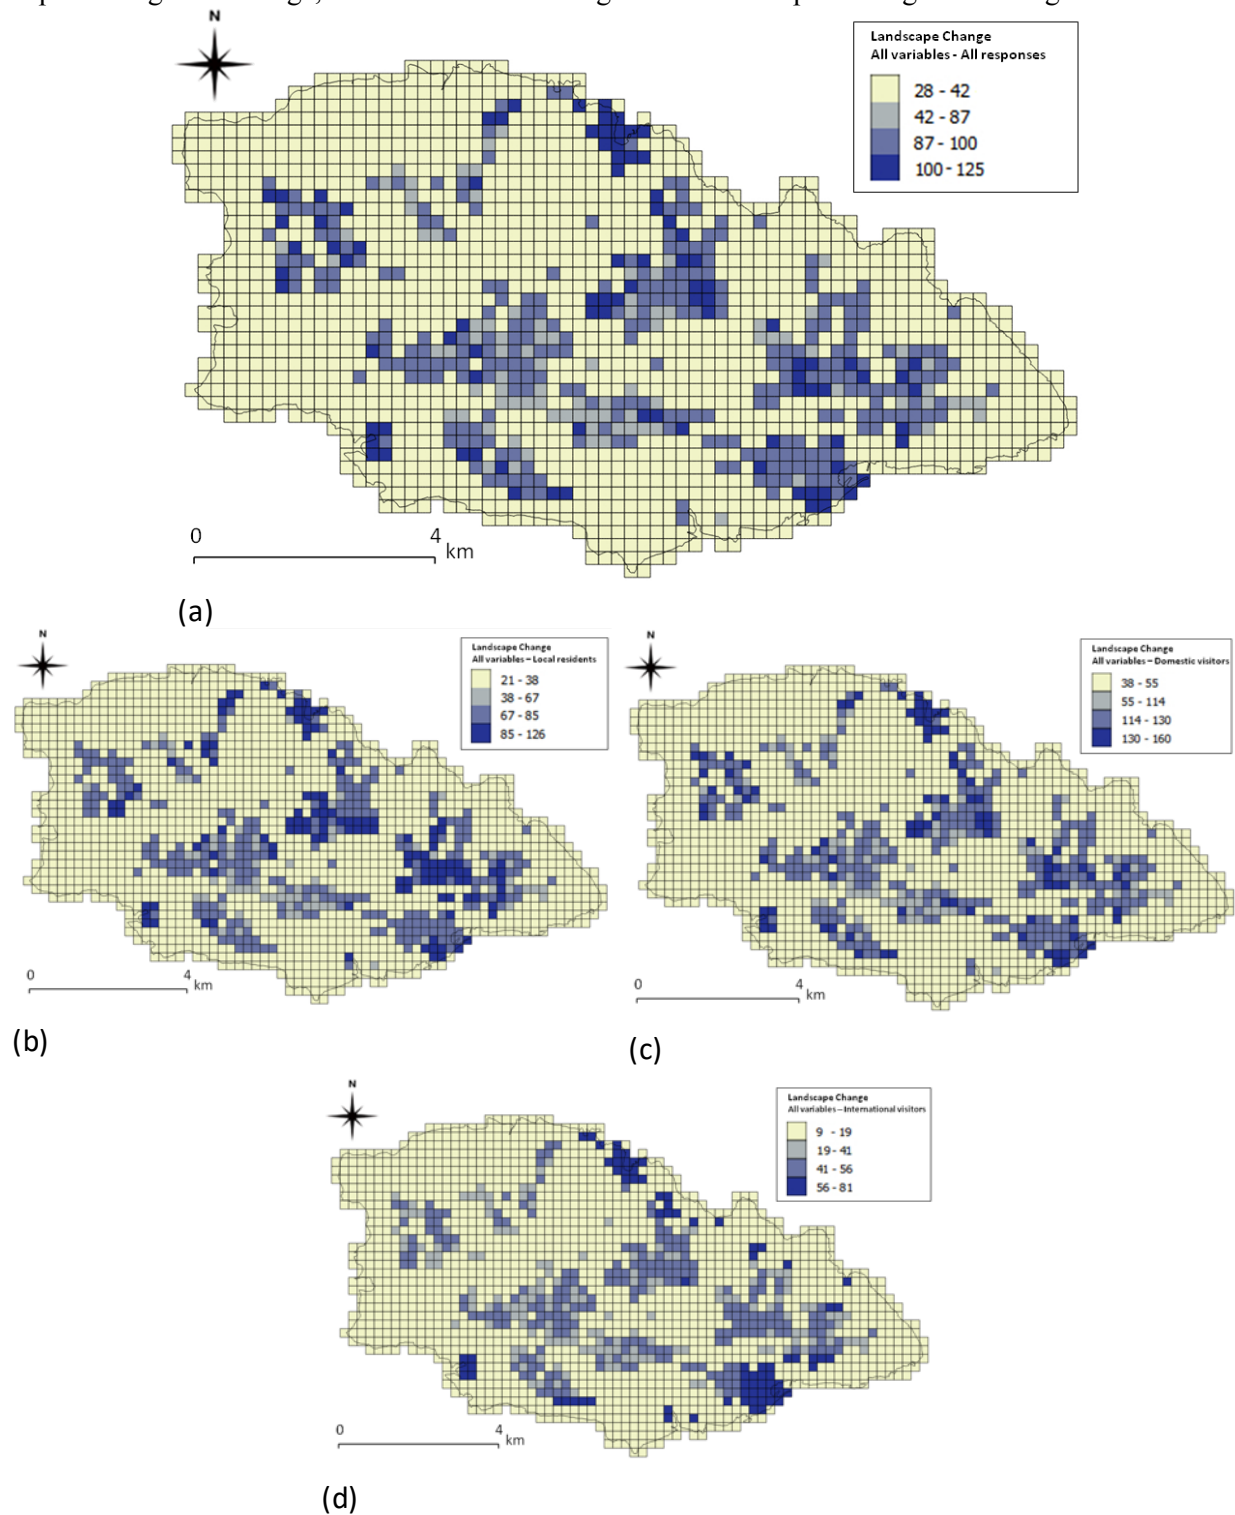 N
Landscape Change
All variables - All responses
28 - 42
42 - 87
87 - 100
100 - 125
0 4 km
(a)
N
Landscape Change
All variables – Local residents
21 - 38
38 - 67
67 - 85
85 - 126
0 4 km
(b)
N
Landscape Change
All variables – Domestic visitors
38 - 55
55 - 114
114 - 130
130 - 160
0 4 km
(c)
N
Landscape Change
All variables – International visitors
9 - 19
19 - 41
41 - 56
56 - 81
0 4 km
(d)